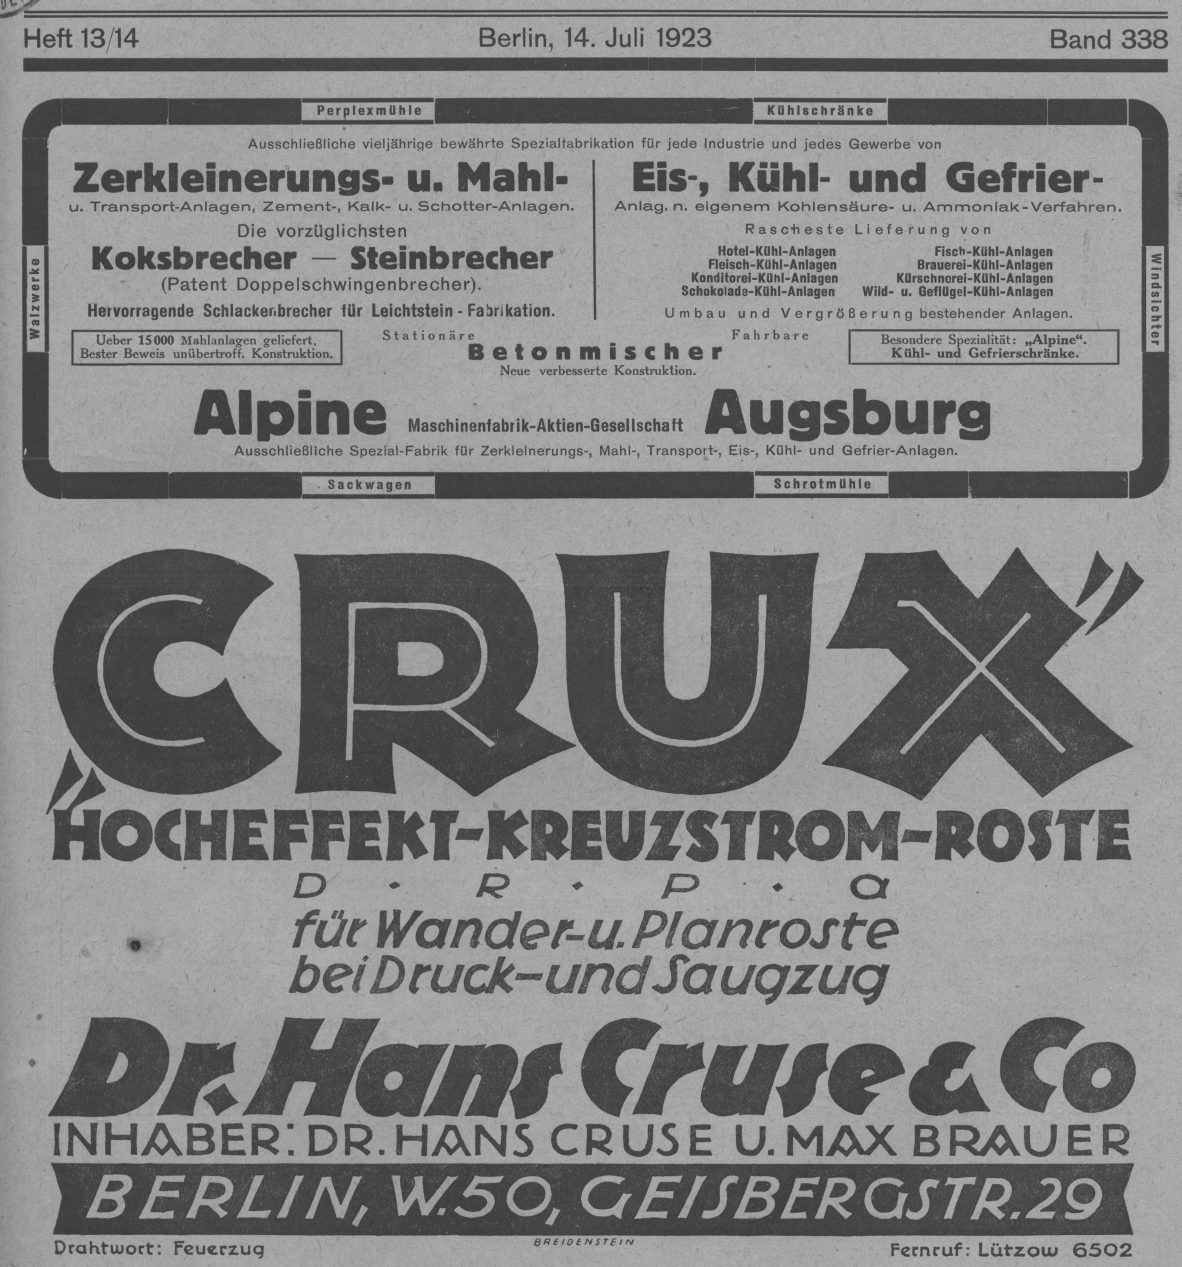 Heft 13/14 Berlin, 14. Juli 1923 Band 338
Perplexmühle Kühlschränke
Ausschließliche vieljährige bewährte Spezialfabrikation für jede Industrie und jedes Gewerbe von
Zerkleinerungs- u. Mahl-
u. Transport-Anlagen, Zement-, Kalk- u. Schotter-Anlagen.
Die vorzüglichsten
Koksbrecher — Steinbrecher
(Patent Doppelschwingenbrecher).
Hervorragende Schlackenbrecher für Leichtstein-Fabrikation.
Eis-, Kühl- und Gefrier-
Anlag. n. eigenem Kohlensäure- u. Ammoniak-Verfahren.
Rascheste Lieferung von
Hotel-Kühl-Anlagen
Fleisch-Kühl-Anlagen
Konditorei-Kühl-Anlagen
Schokolade-Kühl-Anlagen
Fisch-Kühl-Anlagen
Brauerei-Kühl-Anlagen
Kürschnerei-Kühl-Anlagen
Wild- u. Geflügel-Kühl-Anlagen
Umbau und Vergrößerung bestehender Anlagen.
Walzwerke
Windsichter
Ueber 15000 Mahlanlagen geliefert.
Bester Beweis unübertroff. Konstruktion.
Stationäre Fahrbare
Betonmischer
Neue verbesserte Konstruktion.
Besondere Spezialität: „Alpine“.
Kühl- und Gefrierschränke.
Alpine Maschinenfabrik-Aktien-Gesellschaft Augsburg
Ausschließliche Spezial-Fabrik für Zerkleinerungs-, Mahl-, Transport-, Eis-, Kühl- und Gefrier-Anlagen.
Sackwagen Schrotmühle
„CRUX“
HOCHEFFEKT-KREUZSTROM-ROSTE
D · R · P · a
für Wander- u. Planroste
bei Druck- und Saugzug
Dr. Hans Cruse & Co
INHABER: DR. HANS CRUSE U. MAX BRAUER
BERLIN, W.50, GEISBERGSTR. 29
Drahtwort: Feuerzug BREIDENSTEIN Fernruf: Lützow 6502